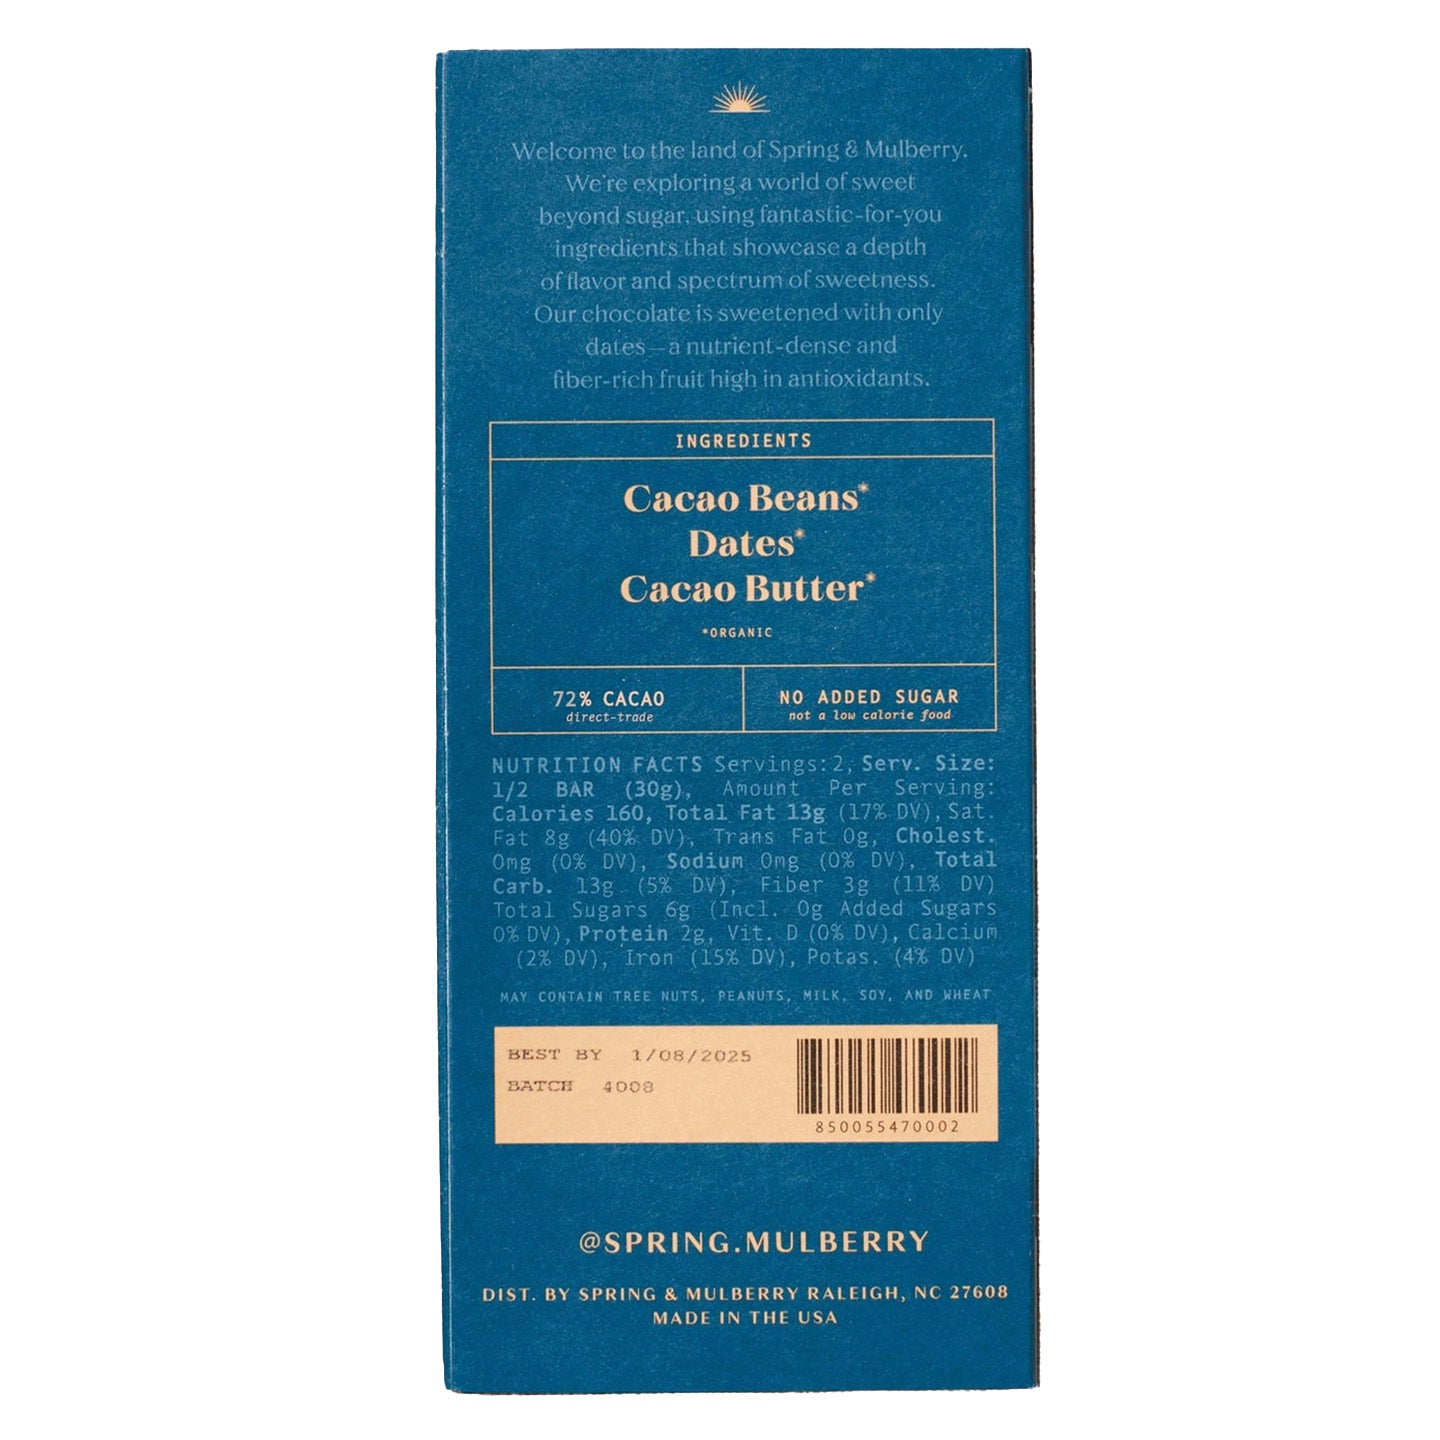 Welcome to the land of Spring & Mulberry.
We're exploring a world of sweet
beyond sugar, using fantastic-for-you
ingredients that showcase a depth
of flavor and spectrum of sweetness.
Our chocolate is sweetened with only
dates—a nutrient-dense and
fiber-rich fruit high in antioxidants.
INGREDIENTS
Cacao Beans*
Dates*
Cacao Butter*
*ORGANIC
72% CACAO
direct-trade
NO ADDED SUGAR
not a low calorie food
NUTRITION FACTS Servings: 2, Serv. Size:
1/2 BAR (30g), Amount Per Serving:
Calories 160, Total Fat 13g (17% DV), Sat.
Fat 8g (40% DV), Trans Fat 0g, Cholest.
0mg (0% DV), Sodium 0mg (0% DV), Total
Carb. 13g (5% DV), Fiber 3g (11% DV)
Total Sugars 6g (Incl. 0g Added Sugars
0% DV), Protein 2g, Vit. D (0% DV), Calcium
(2% DV), Iron (15% DV), Potas. (4% DV)
MAY CONTAIN TREE NUTS, PEANUTS, MILK, SOY, AND WHEAT
BEST BY 1/08/2025
BATCH 4008
850055470002
@SPRING.MULBERRY
DIST. BY SPRING & MULBERRY RALEIGH, NC 27608
MADE IN THE USA